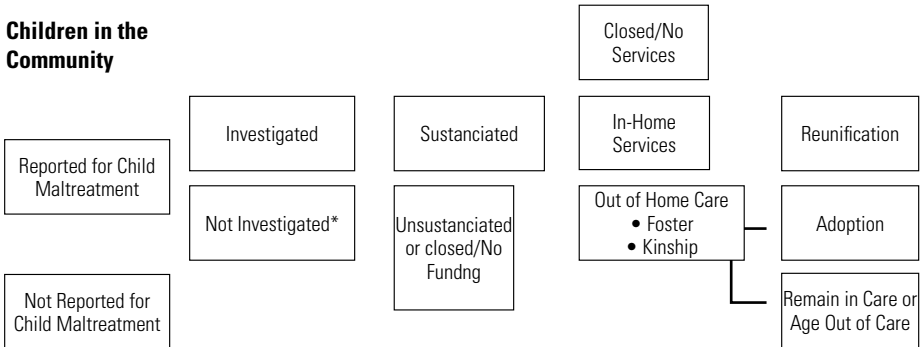 Children in the
Community
Reported for Child
Maltreatment
Not Reported for
Child Maltreatment
Investigated
Not Investigated*
Sustanciated
Unsustanciated
or closed/No
Fundng
Closed/No
Services
In-Home
Services
Out of Home Care
• Foster
• Kinship
Reunification
Adoption
Remain in Care or
Age Out of Care